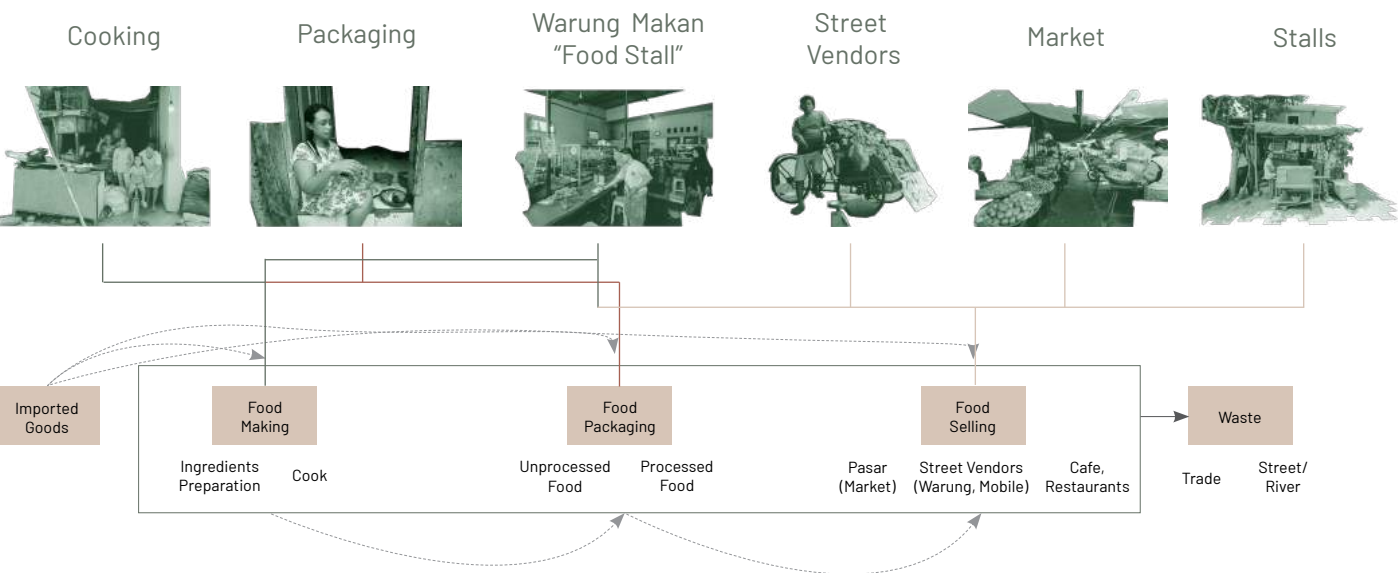 Cooking
Packaging
Warung Makan
“Food Stall”
Street
Vendors
Market
Stalls
Imported
Goods
Food
Making
Food
Packaging
Food
Selling
Waste
Ingredients
Preparation
Cook
Unprocessed
Food
Processed
Food
Pasar
(Market)
Street Vendors
(Warung, Mobile)
Cafe,
Restaurants
Trade
Street/
River